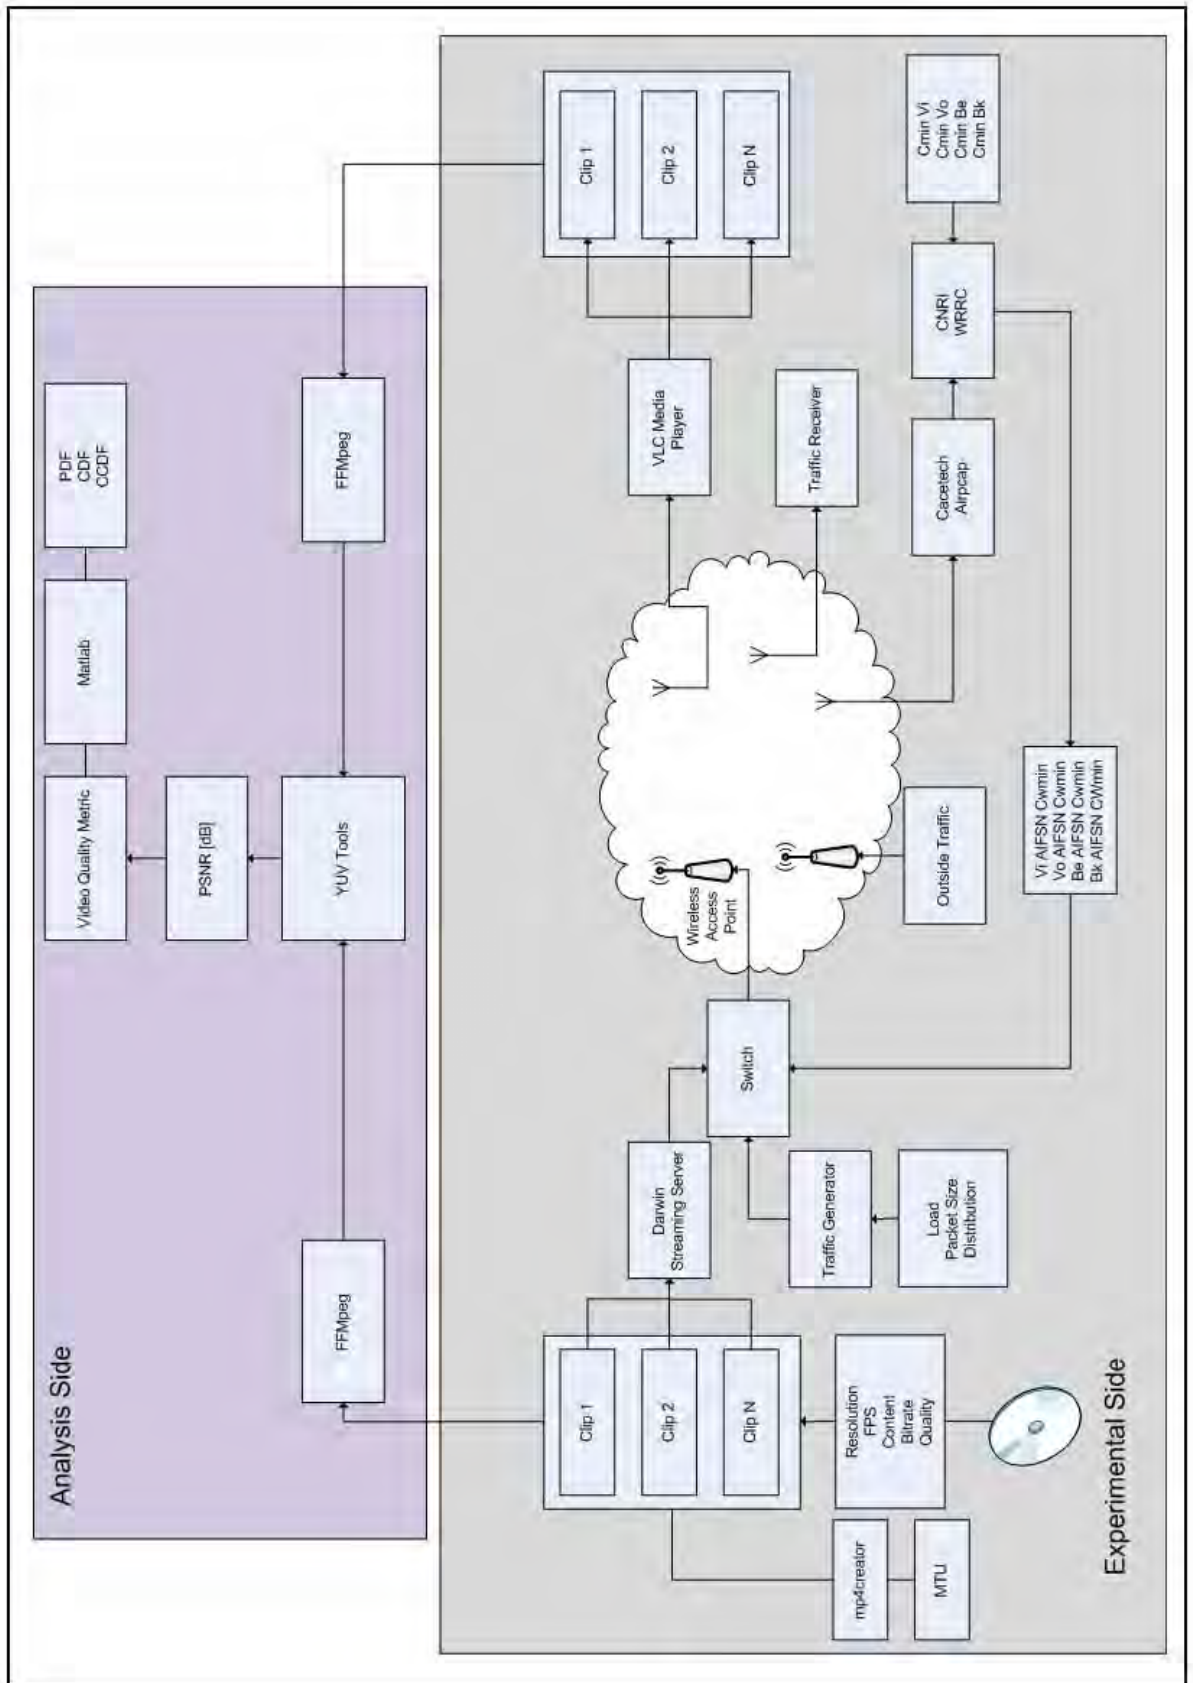 Analysis Side
FFMpeg
YUV Tools
PSNR [dB]
Video Quality Metric
Matlab
PDF
CDF
CCDF
FFMpeg
Clip 1
Clip 2
Clip N
mp4creator
MTU
Resolution
FPS
Content
Bitrate
Quality
Darwin
Streaming Server
Traffic Generator
Load
Packet Size
Distribution
Switch
Wireless
Access
Point
Outside Traffic
Vi AIFSN Cwmin
Vo AIFSN Cwmin
Be AIFSN Cwmin
Bk AIFSN CWmin
VLC Media
Player
Traffic Receiver
Cacetech
Airpcap
CNRI
WRRC
Cmin Vi
Cmin Vo
Cmin Be
Cmin Bk
Clip 1
Clip 2
Clip N
Experimental Side